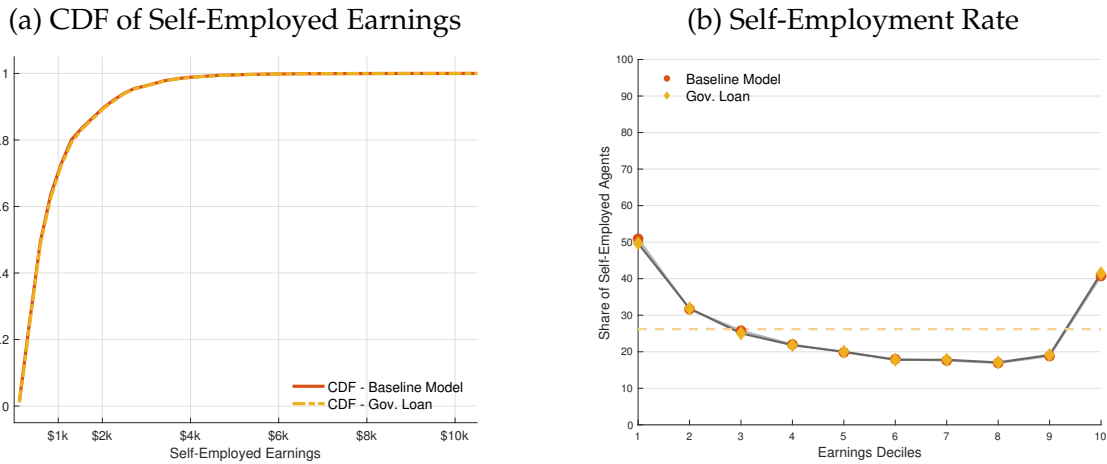 (a) CDF of Self-Employed Earnings
1
.8
.6
.4
.2
0
CDF - Baseline Model
CDF - Gov. Loan
$1k
$2k
$4k
$6k
$8k
$10k
Self-Employed Earnings
(b) Self-Employment Rate
100
90
80
70
60
50
40
30
20
10
0
Share of Self-Employed Agents
Baseline Model
Gov. Loan
1
2
3
4
5
6
7
8
9
10
Earnings Deciles